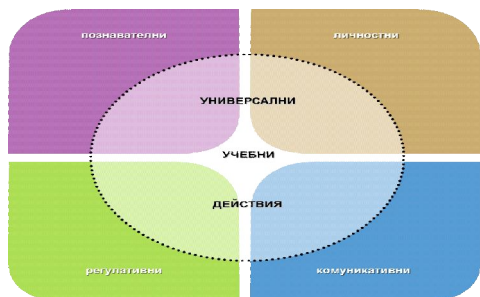 познавателни
личностни
УНИВЕРСАЛНИ
УЧЕБНИ
ДЕЙСТВИЯ
регулативни
комуникативни